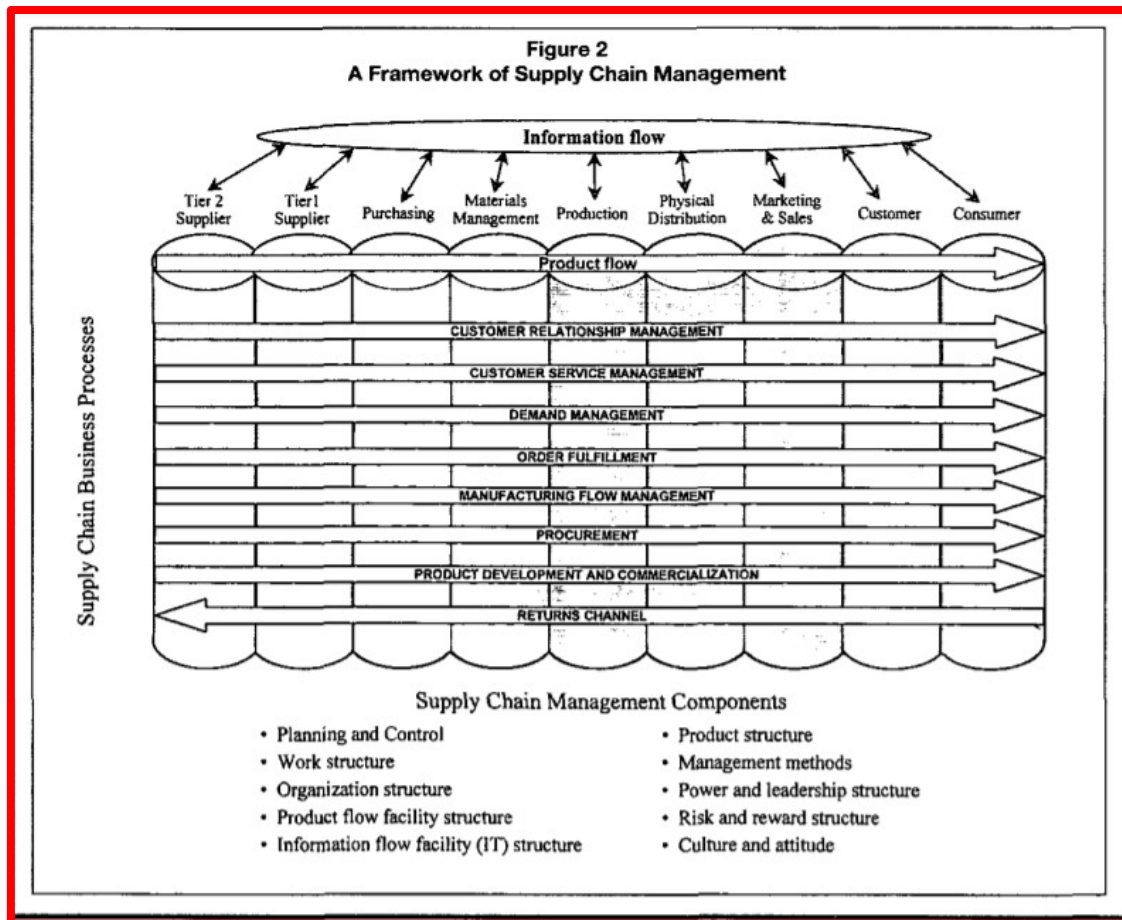 Figure 2
A Framework of Supply Chain Management
Information flow
Tier 2
Supplier
Tier1
Supplier
Purchasing
Materials
Management
Production
Physical
Distribution
Marketing
& Sales
Customer
Consumer
Product flow
Supply Chain Business Processes
CUSTOMER RELATIONSHIP MANAGEMENT
CUSTOMER SERVICE MANAGEMENT
DEMAND MANAGEMENT
ORDER FULFILLMENT
MANUFACTURING FLOW MANAGEMENT
PROCUREMENT
PRODUCT DEVELOPMENT AND COMMERCIALIZATION
RETURNS CHANNEL
Supply Chain Management Components
• Planning and Control
• Work structure
• Organization structure
• Product flow facility structure
• Information flow facility (IT) structure
• Product structure
• Management methods
• Power and leadership structure
• Risk and reward structure
• Culture and attitude